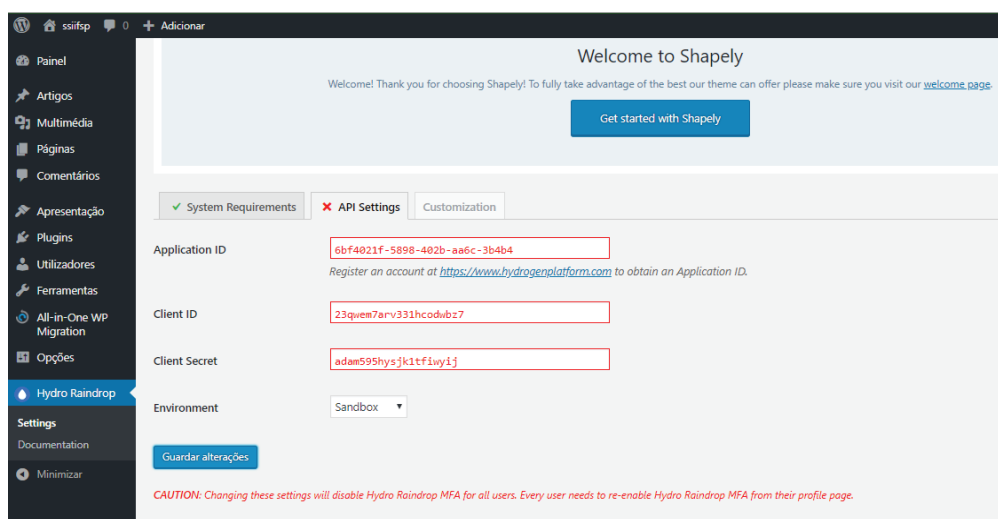 ssiifsp 0 + Adicionar
Painel
Artigos
Multimédia
Páginas
Comentários
Apresentação
Plugins
Utilizadores
Ferramentas
All-in-One WP
Migration
Opções
Hydro Raindrop
Settings
Documentation
Minimizar
Welcome to Shapely
Welcome! Thank you for choosing Shapely! To fully take advantage of the best our theme can offer please make sure you visit our welcome page.
Get started with Shapely
System Requirements
API Settings
Customization
Application ID
6bf4021f-5898-402b-aa6c-3b4b4
Register an account at https://www.hydrogenplatform.com to obtain an Application ID.
Client ID
23qwem7arv331hcodwbz7
Client Secret
adam595hysjk1tfiwyij
Environment
Sandbox
Guardar alterações
CAUTION: Changing these settings will disable Hydro Raindrop MFA for all users. Every user needs to re-enable Hydro Raindrop MFA from their profile page.